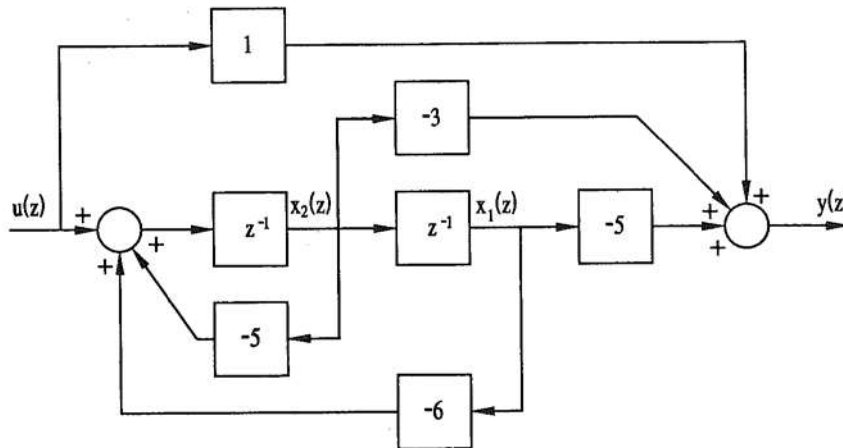 1
-3
u(z)
+
+
+
z⁻¹
x₂(z)
z⁻¹
x₁(z)
-5
+
+
+
y(z
-5
-6